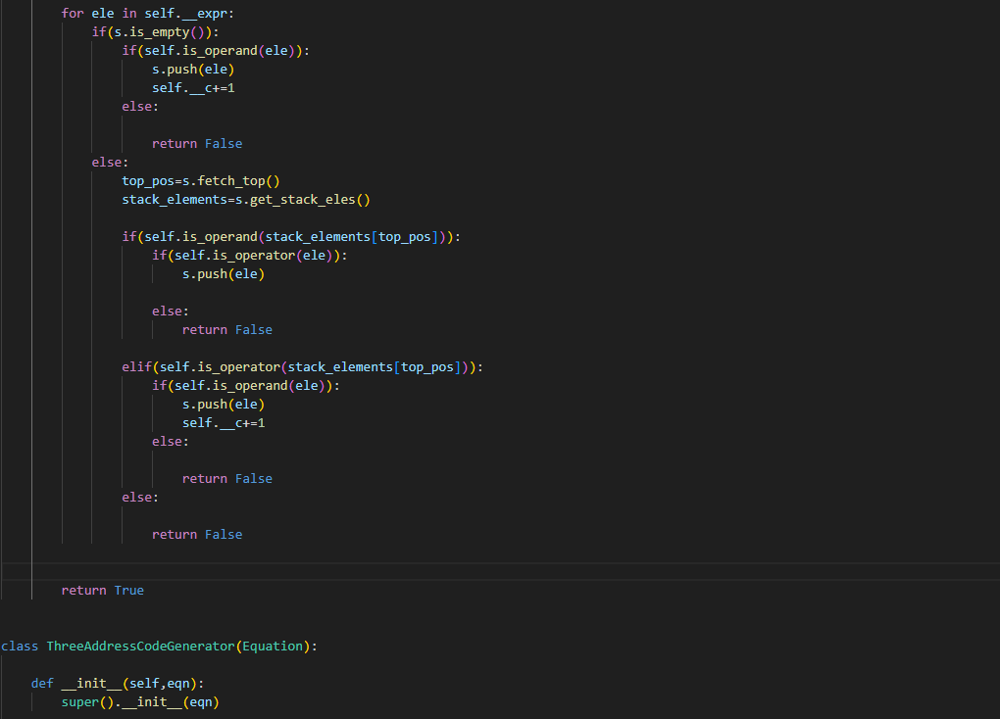 for ele in self.__expr:
if(s.is_empty()):
if(self.is_operand(ele)):
s.push(ele)
self.__c+=1
else:
return False
else:
top_pos=s.fetch_top()
stack_elements=s.get_stack_eles()
if(self.is_operand(stack_elements[top_pos])):
if(self.is_operator(ele)):
s.push(ele)
else:
return False
elif(self.is_operator(stack_elements[top_pos])):
if(self.is_operand(ele)):
s.push(ele)
self.__c+=1
else:
return False
else:
return False
return True
class ThreeAddressCodeGenerator(Equation):
def __init__(self,eqn):
super().__init__(eqn)